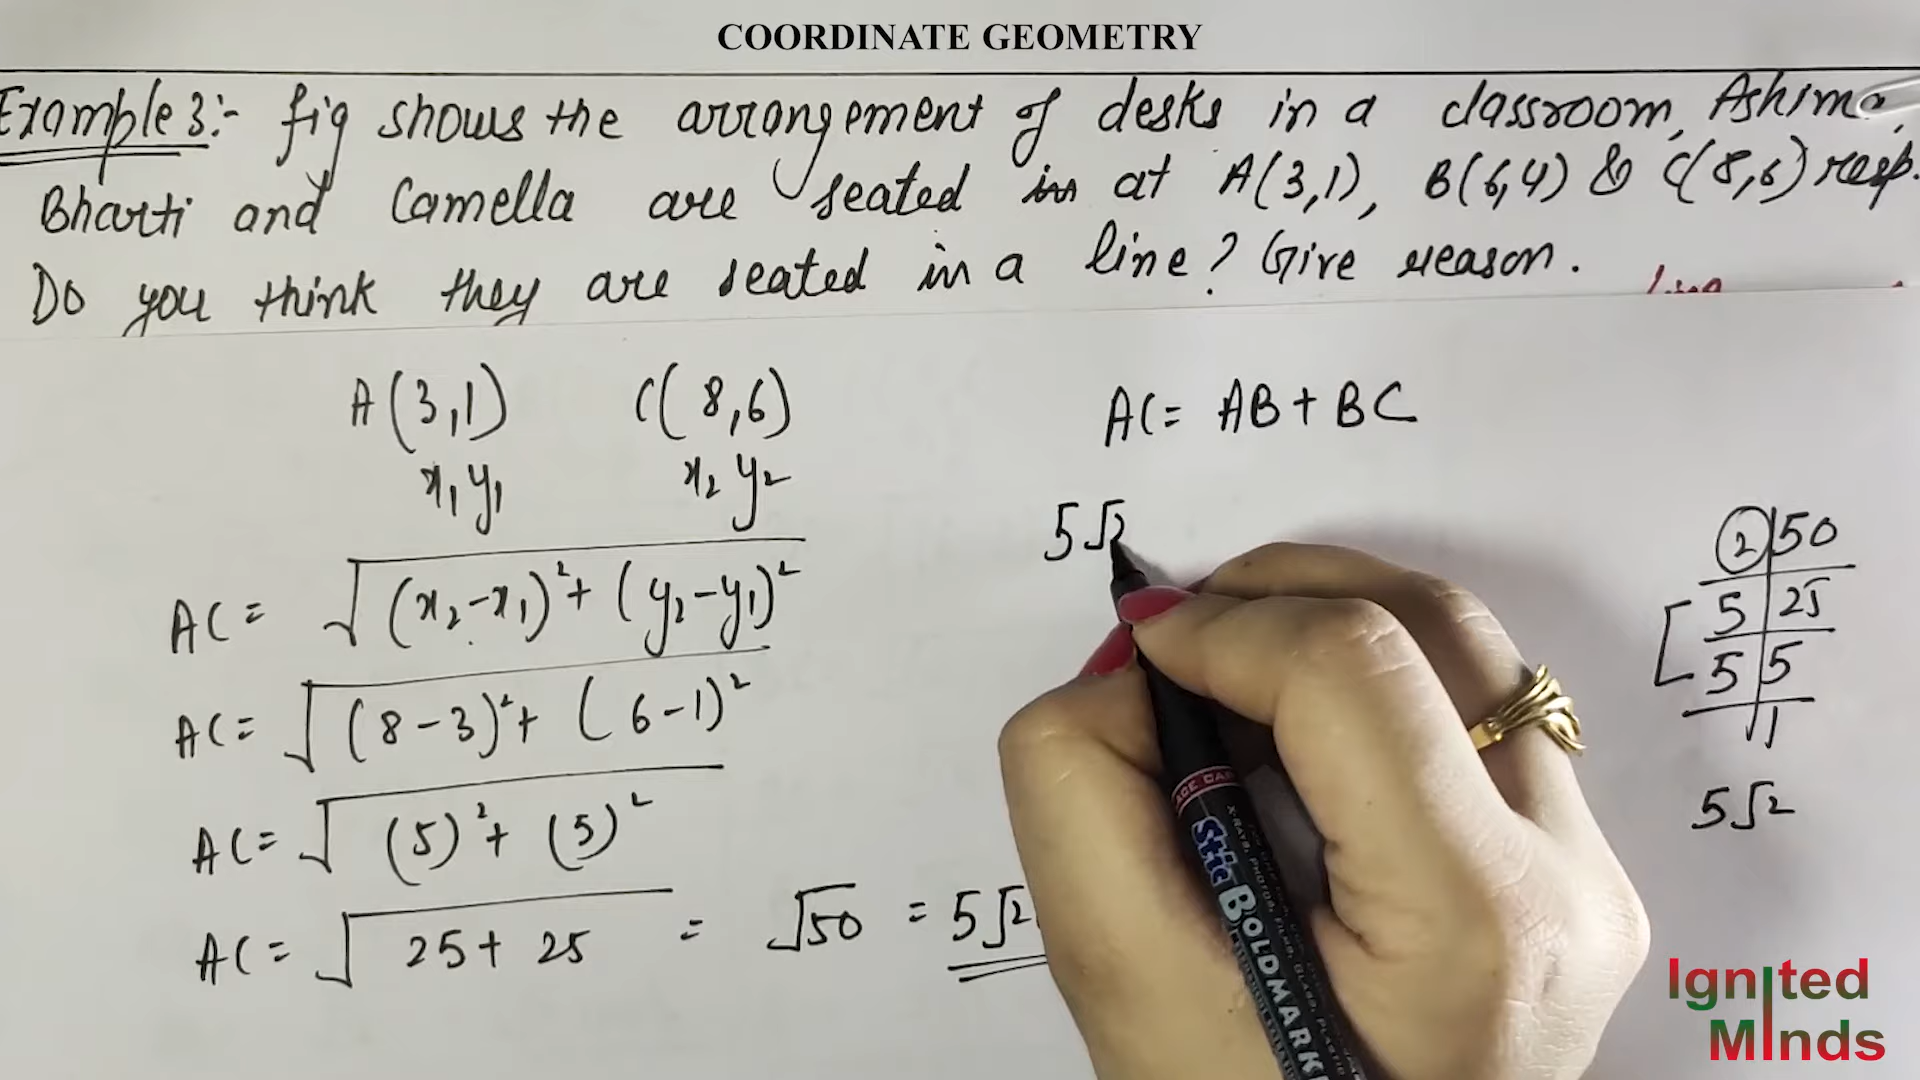 COORDINATE GEOMETRY
Example 3:- fig shows the arrangement of desks in a classroom, Ashima,
Bharti and Camella are seated in at A(3,1), B(6,4) & C(8,6) resp.
Do you think they are seated in a line? Give reason.
A(3,1) C(8,6)
x₁ y₁ x₂ y₂
AC = √(x₂-x₁)² + (y₂-y₁)²
AC = √(8-3)² + (6-1)²
AC = √(5)² + (5)²
AC = √25 + 25 = √50 = 5√2
AC = AB + BC
5√2
2|50
5|25
5|5
1
5√2
Stic BOLDMARK
Ignited
Minds